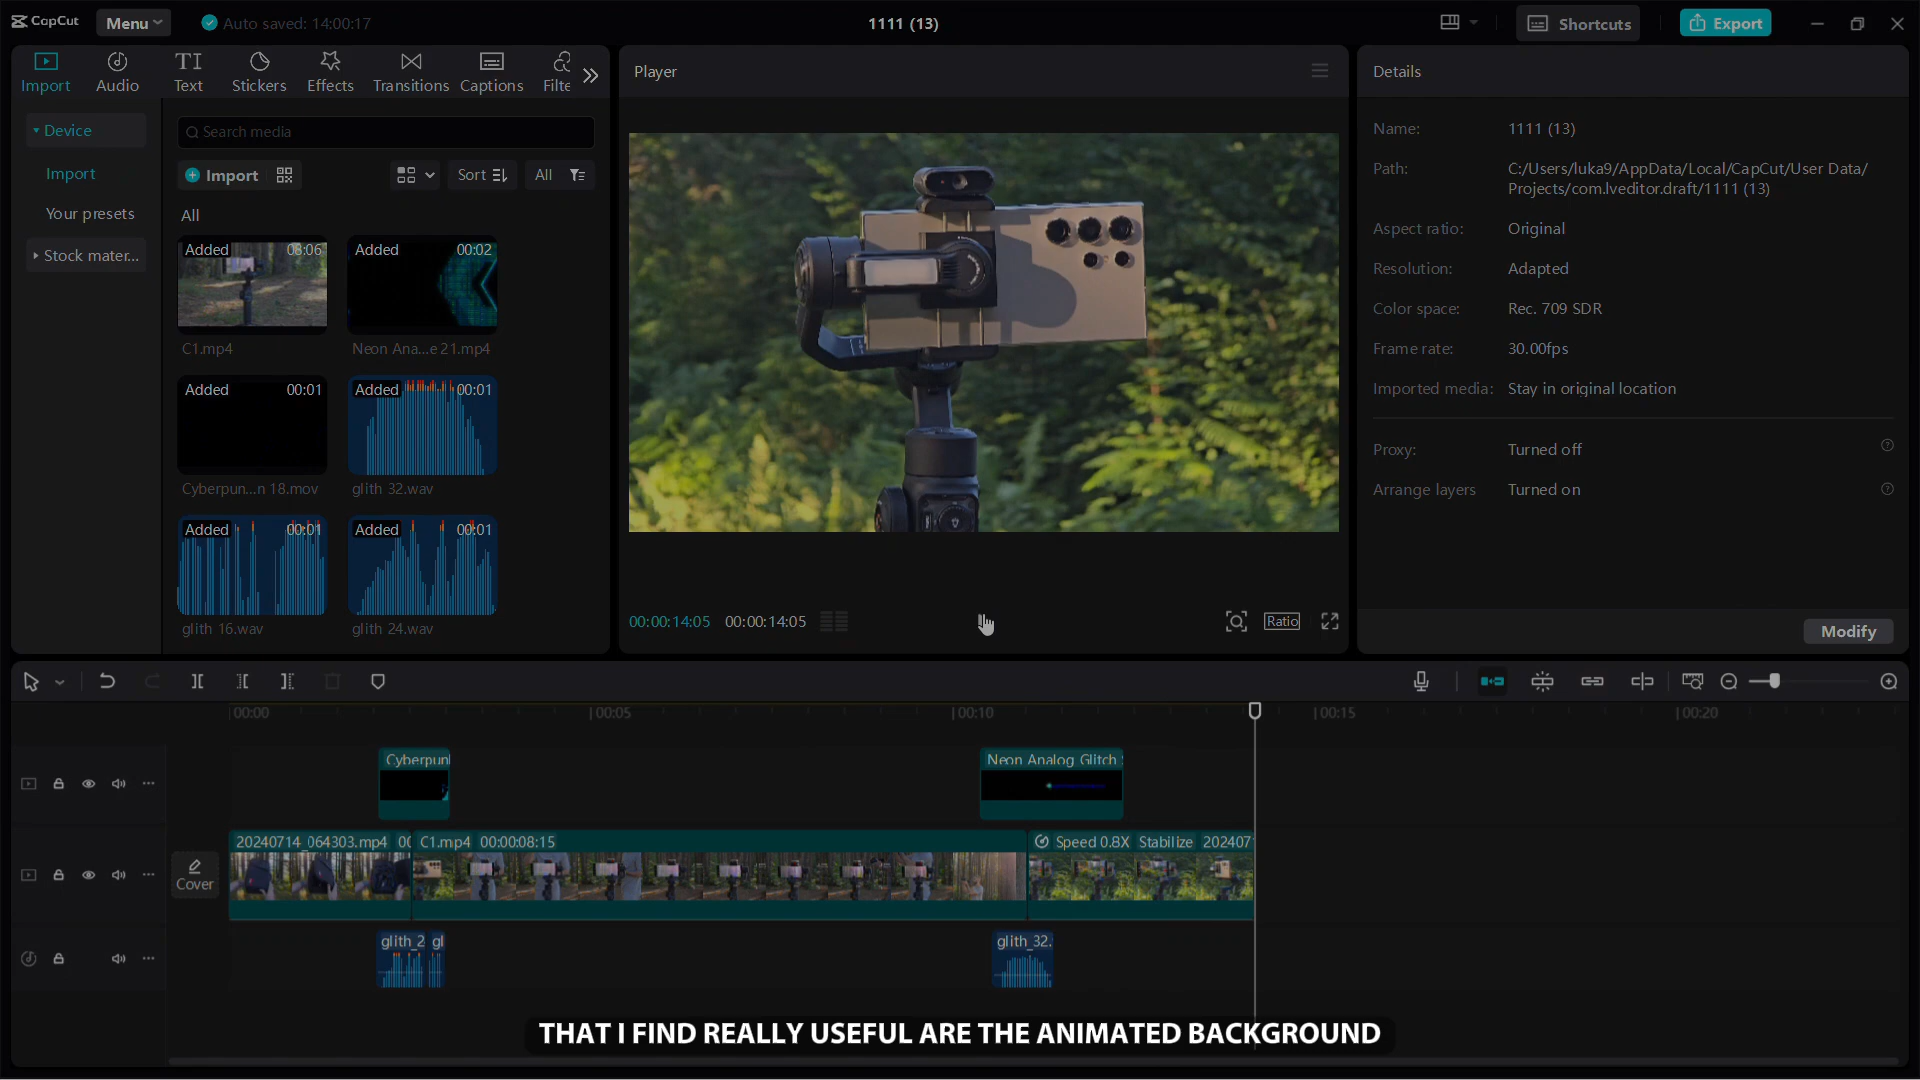 CapCut
Menu
Auto saved: 14:00:17
1111 (13)
Shortcuts
Export
Import
Audio
Text
Stickers
Effects
Transitions
Captions
Filte
Device
Import
Your presets
Stock mater...
Search media
Import
Sort
All
All
Added 08:06
C1.mp4
Added 00:02
Neon Ana...e 21.mp4
Added 00:01
Cyberpun...n 18.mov
Added 00:01
glith 32.wav
Added 00:01
glith 16.wav
Added 00:01
glith 24.wav
Player
00:00:14:05 00:00:14:05
Ratio
Details
Name: 1111 (13)
Path: C:/Users/luka9/AppData/Local/CapCut/User Data/
Projects/com.lveditor.draft/1111 (13)
Aspect ratio: Original
Resolution: Adapted
Color space: Rec. 709 SDR
Frame rate: 30.00fps
Imported media: Stay in original location
Proxy: Turned off
Arrange layers Turned on
Modify
00:00 00:05 00:10 00:15 00:20
Cyberpunk
Neon Analog Glitch
Cover
20240714_064303.mp4 00
C1.mp4 00:00:08:15
Speed 0.8X Stabilize 202407
glith_2 gl
glith_32.
THAT I FIND REALLY USEFUL ARE THE ANIMATED BACKGROUND